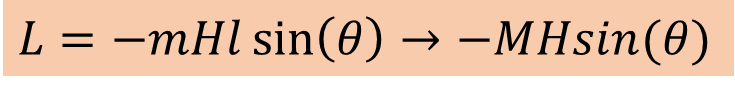 L = −mHl sin(θ) → −MHsin(θ)